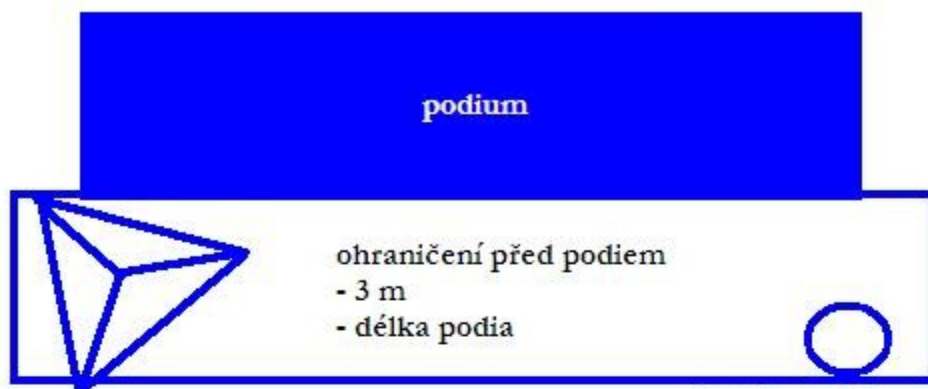 podium
ohraničení před podiem
- 3 m
- délka podia